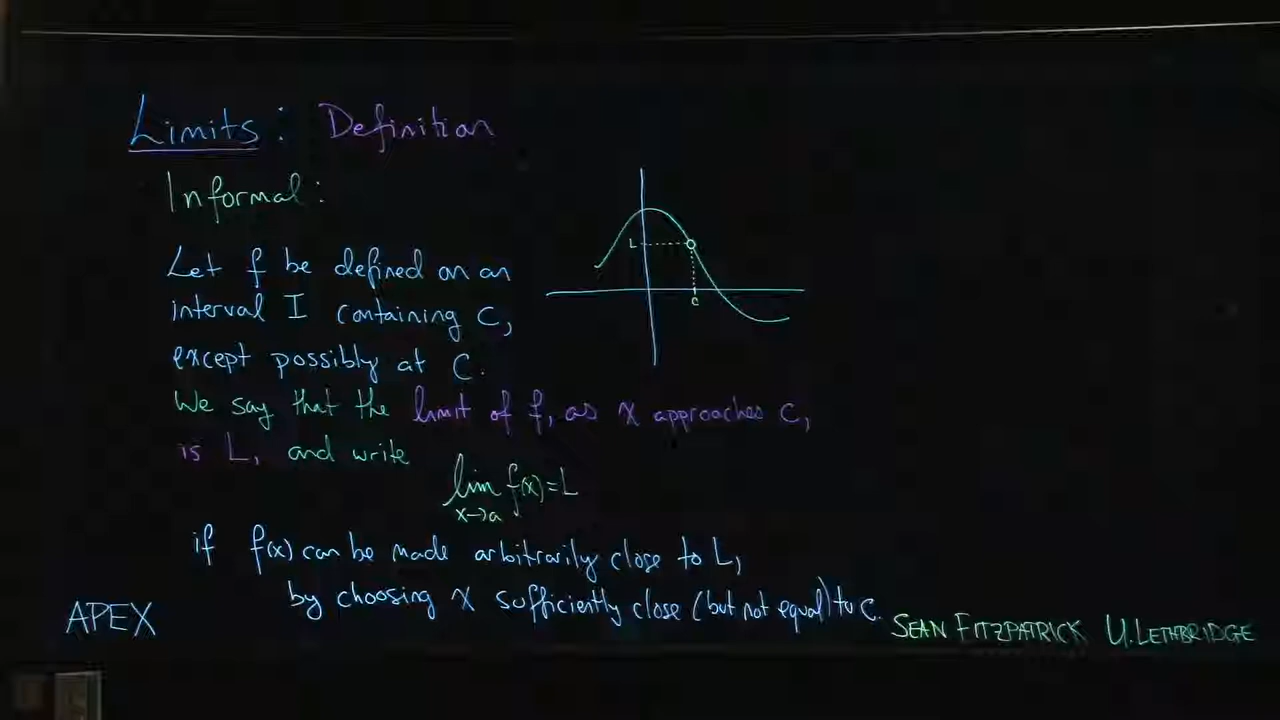 Limits: Definition
Informal:
Let f be defined on an
interval I containing c,
except possibly at c.
L
c
We say that the limit of f, as x approaches c,
is L, and write
lim f(x)=L
x→a
if f(x) can be made arbitrarily close to L,
by choosing x sufficiently close (but not equal) to c.
APEX
SEAN FITZPATRICK U. LETHBRIDGE